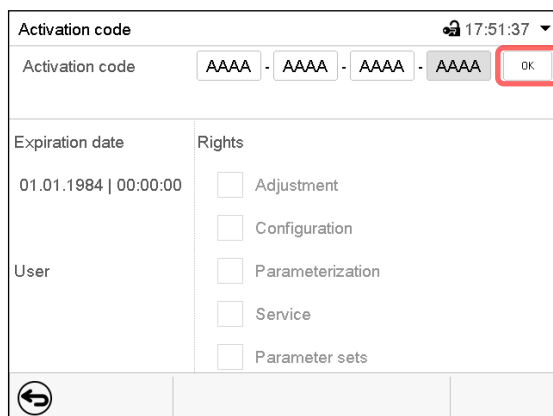 Activation code 17:51:37
Activation code AAAA - AAAA - AAAA - AAAA OK
Expiration date Rights
01.01.1984 | 00:00:00 Adjustment
Configuration
User Parameterization
Service
Parameter sets